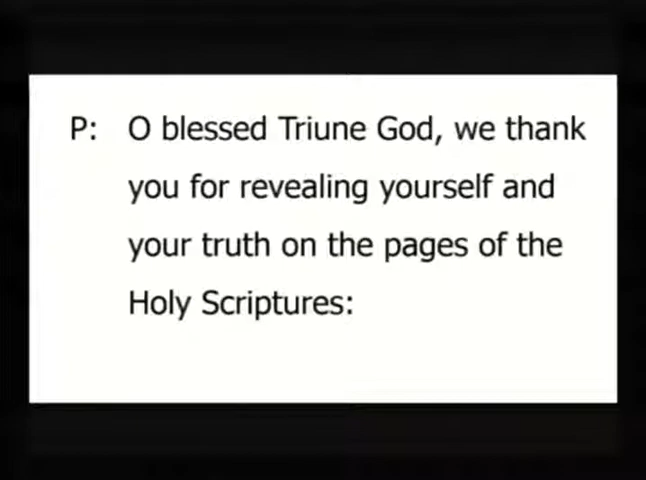 P: O blessed Triune God, we thank
you for revealing yourself and
your truth on the pages of the
Holy Scriptures: